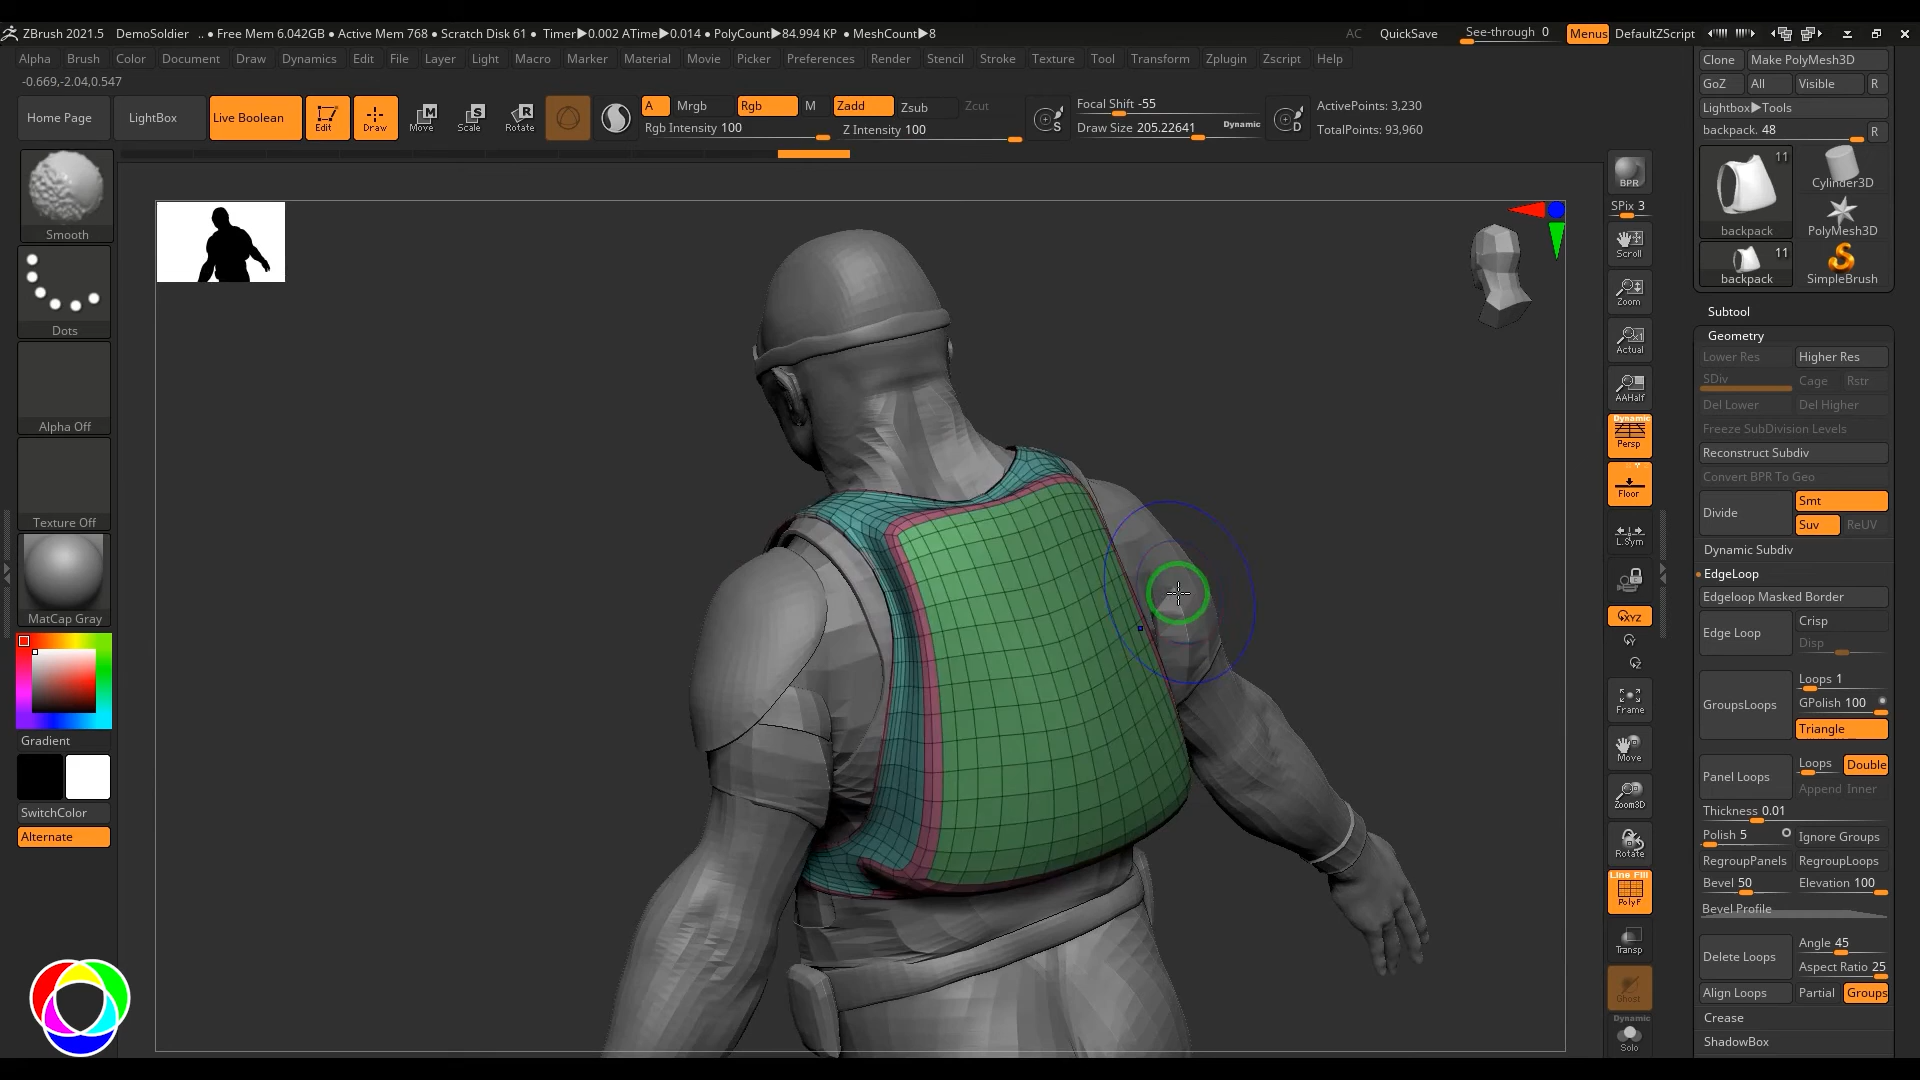 ZBrush 2021.5 DemoSoldier .. ● Free Mem 6.042GB ● Active Mem 768 ● Scratch Disk 61 ● Timer▶0.002 ATime▶0.014 ● PolyCount▶84.994 KP ● MeshCount▶8 AC QuickSave See-through 0 Menus DefaultZScript
Alpha Brush Color Document Draw Dynamics Edit File Layer Light Macro Marker Material Movie Picker Preferences Render Stencil Stroke Texture Tool Transform Zplugin Zscript Help
-0.669,-2.04,0.547
Home Page LightBox Live Boolean Edit Draw Move Scale Rotate
A Mrgb Rgb M Zadd Zsub Zcut
Rgb Intensity 100 Z Intensity 100
S Focal Shift -55
Draw Size 205.22641 Dynamic D
ActivePoints: 3,230
TotalPoints: 93,960
Smooth
Dots
Alpha Off
Texture Off
MatCap Gray
Gradient
SwitchColor
Alternate
BPR
SPix 3
Scroll
Zoom
Actual
AAHalf
Dynamic
Persp
Floor
L.Sym
XYZ
Y
Z
Frame
Move
Zoom3D
Rotate
Line Fill
PolyF
Transp
Ghost
Dynamic
Solo
Clone Make PolyMesh3D
GoZ All Visible R
Lightbox▶Tools
backpack. 48 R
11
backpack Cylinder3D
PolyMesh3D
11
backpack SimpleBrush
Subtool
Geometry
Lower Res Higher Res
SDiv Cage Rstr
Del Lower Del Higher
Freeze SubDivision Levels
Reconstruct Subdiv
Convert BPR To Geo
Divide Smt
Suv ReUV
Dynamic Subdiv
EdgeLoop
Edgeloop Masked Border
Edge Loop Crisp
Disp
GroupsLoops Loops 1
GPolish 100
Triangle
Panel Loops Loops Double
Append Inner
Thickness 0.01
Polish 5 Ignore Groups
RegroupPanels RegroupLoops
Bevel 50 Elevation 100
Bevel Profile
Delete Loops Angle 45
Aspect Ratio 25
Align Loops Partial Groups
Crease
ShadowBox